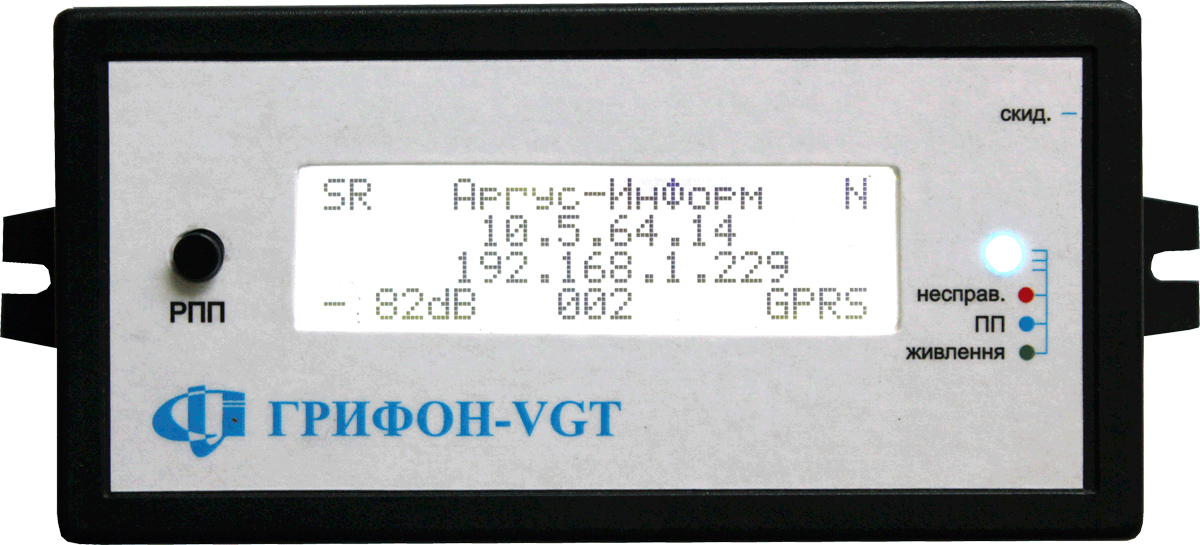 скид.
SR Аргус-Информ N
10.5.64.14
192.168.1.229
- 82dB 002 GPRS
РПП
несправ.
ПП
живлення
ГРИФОН-VGT